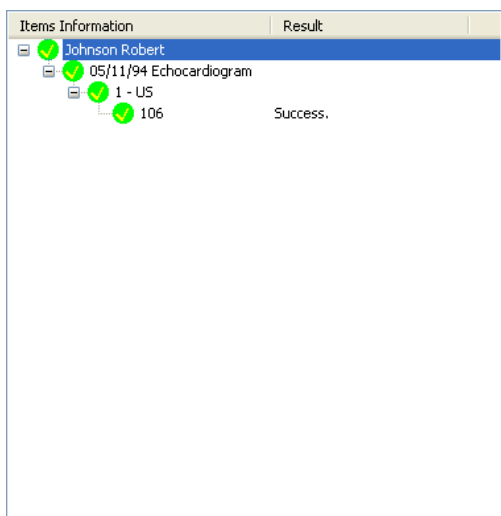 Items Information Result
Johnson Robert
05/11/94 Echocardiogram
1 - US
106 Success.